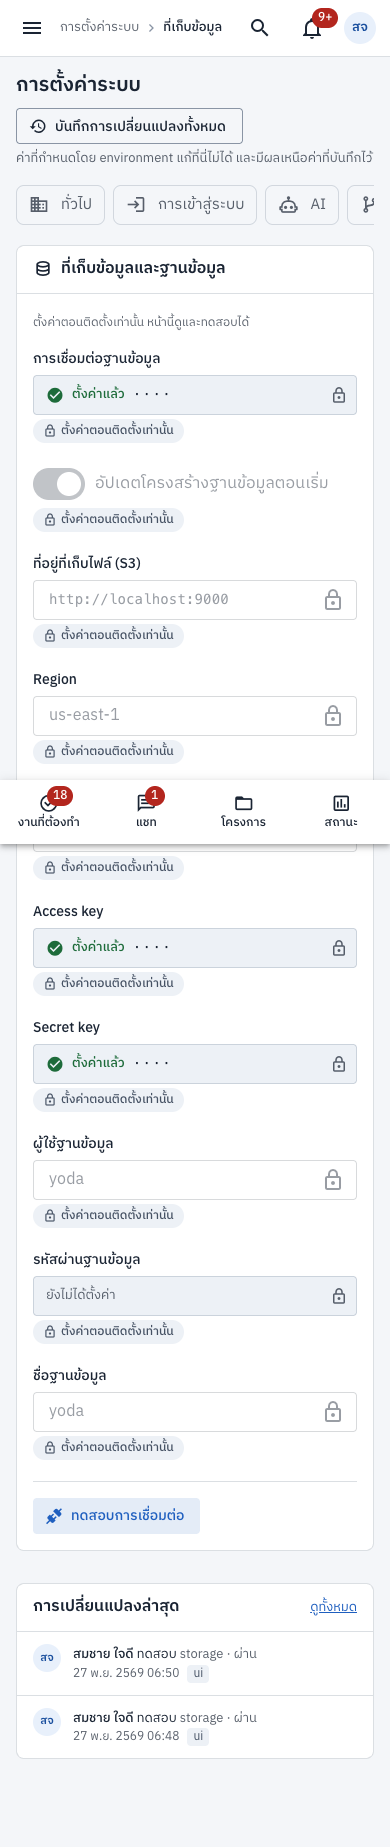 การตั้งค่าระบบ > ที่เก็บข้อมูล
9+
สจ
การตั้งค่าระบบ
บันทึกการเปลี่ยนแปลงทั้งหมด
ค่าที่กำหนดโดย environment แก้ที่นี่ไม่ได้ และมีผลเหนือค่าที่บันทึกไว้
ทั่วไป
การเข้าสู่ระบบ
AI
ที่เก็บข้อมูลและฐานข้อมูล
ตั้งค่าตอนติดตั้งเท่านั้น หน้านี้ดูและทดสอบได้
การเชื่อมต่อฐานข้อมูล
ตั้งค่าแล้ว ····
ตั้งค่าตอนติดตั้งเท่านั้น
อัปเดตโครงสร้างฐานข้อมูลตอนเริ่ม
ตั้งค่าตอนติดตั้งเท่านั้น
ที่อยู่ที่เก็บไฟล์ (S3)
http://localhost:9000
ตั้งค่าตอนติดตั้งเท่านั้น
Region
us-east-1
ตั้งค่าตอนติดตั้งเท่านั้น
18
งานที่ต้องทำ
1
แชท
โครงการ
สถานะ
ตั้งค่าตอนติดตั้งเท่านั้น
Access key
ตั้งค่าแล้ว ····
ตั้งค่าตอนติดตั้งเท่านั้น
Secret key
ตั้งค่าแล้ว ····
ตั้งค่าตอนติดตั้งเท่านั้น
ผู้ใช้ฐานข้อมูล
yoda
ตั้งค่าตอนติดตั้งเท่านั้น
รหัสผ่านฐานข้อมูล
ยังไม่ได้ตั้งค่า
ตั้งค่าตอนติดตั้งเท่านั้น
ชื่อฐานข้อมูล
yoda
ตั้งค่าตอนติดตั้งเท่านั้น
ทดสอบการเชื่อมต่อ
การเปลี่ยนแปลงล่าสุด
ดูทั้งหมด
สจ
สมชาย ใจดี ทดสอบ storage · ผ่าน
27 พ.ย. 2569 06:50 ui
สจ
สมชาย ใจดี ทดสอบ storage · ผ่าน
27 พ.ย. 2569 06:48 ui